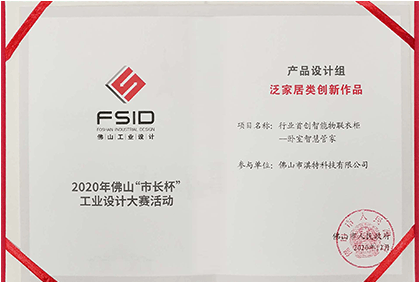 FSID
FOSHAN INDUSTRIAL DESIGN
佛山工业设计
2020年佛山“市长杯”
工业设计大赛活动
产品设计组
泛家居类创新作品
项目名称：行业首创智能物联衣柜
—卧室智慧管家
参与单位：佛山市淇特科技有限公司
佛山市人民政府
2020年12月